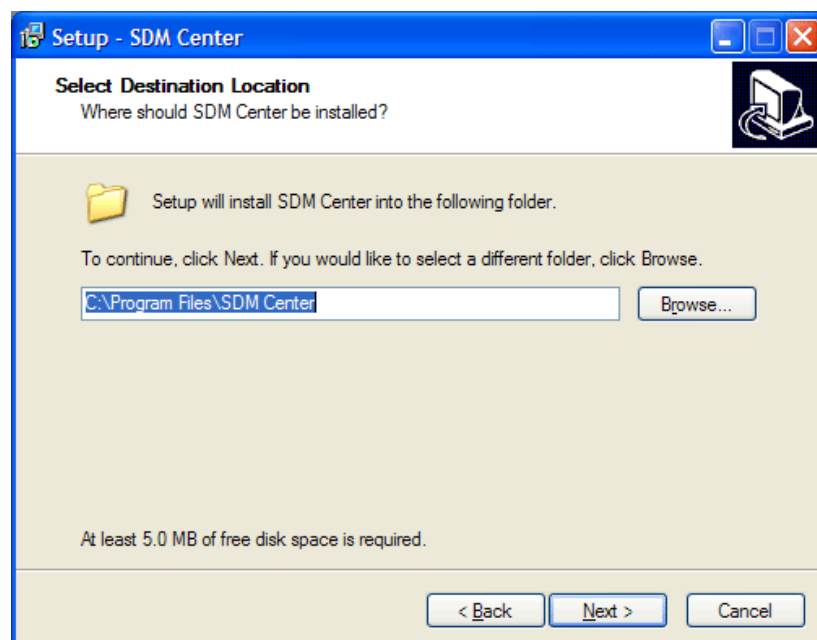 Setup - SDM Center
Select Destination Location
Where should SDM Center be installed?
Setup will install SDM Center into the following folder.
To continue, click Next. If you would like to select a different folder, click Browse.
C:\Program Files\SDM Center
Browse...
At least 5.0 MB of free disk space is required.
< Back
Next >
Cancel